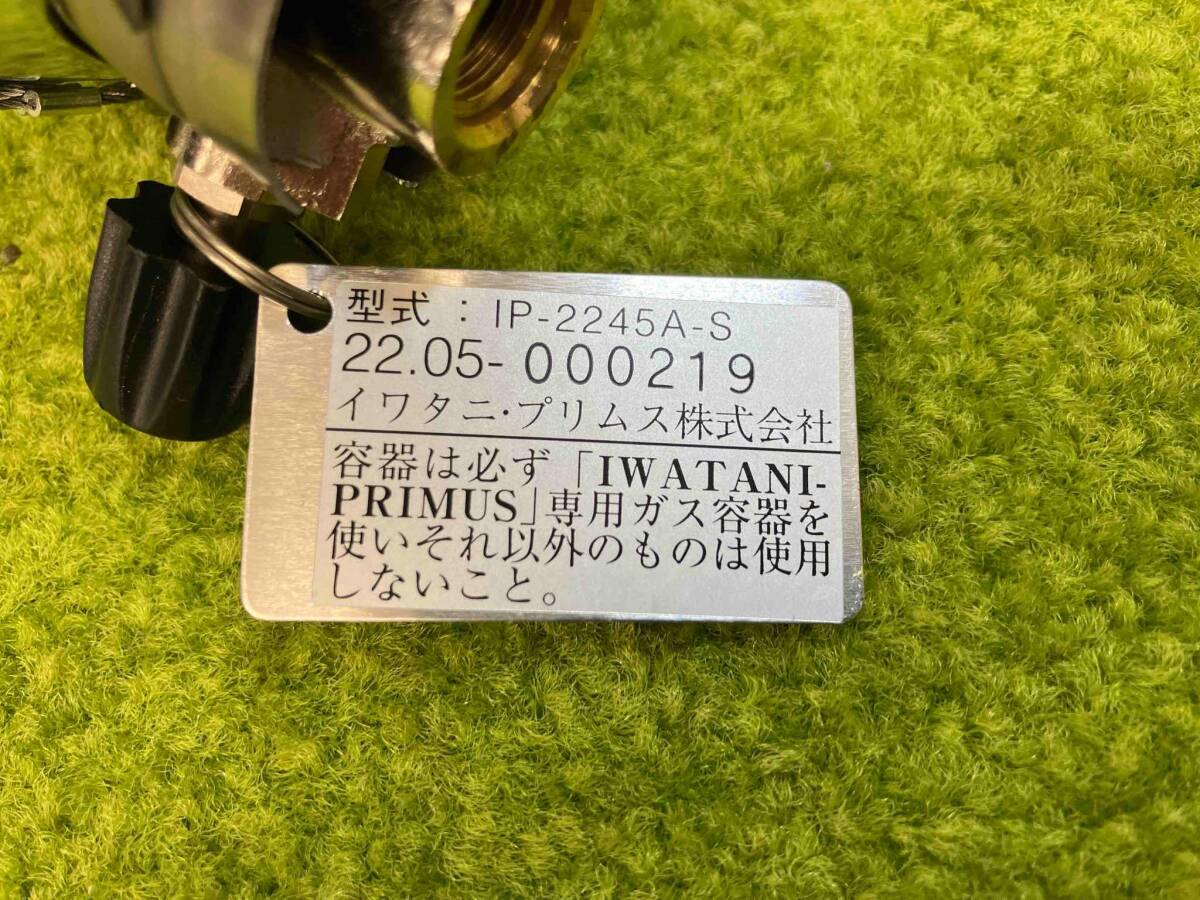 型式 : IP-2245A-S
22.05-000219
イワタニ・プリムス株式会社
容器は必ず「IWATANI-
PRIMUS」専用ガス容器を
使いそれ以外のものは使用
しないこと。